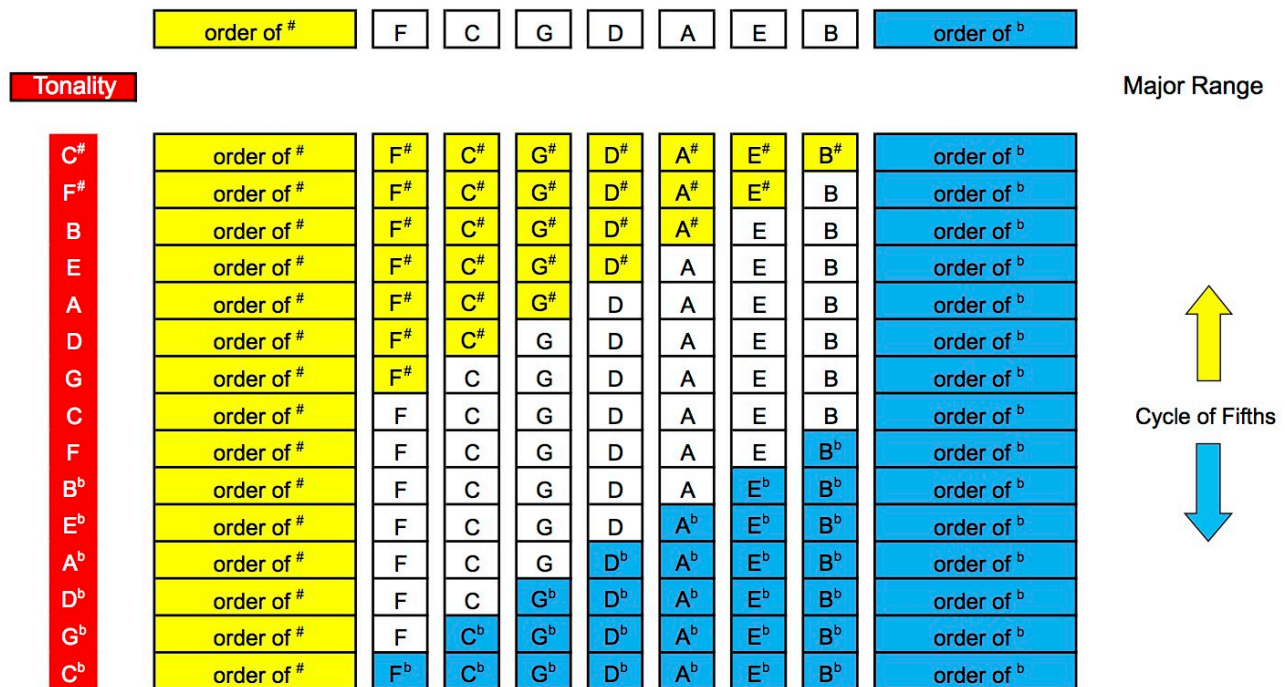 order of # F C G D A E B order of b
Tonality Major Range
C# order of # F# C# G# D# A# E# B# order of b
F# order of # F# C# G# D# A# E# B order of b
B order of # F# C# G# D# A# E B order of b
E order of # F# C# G# D# A E B order of b
A order of # F# C# G# D A E B order of b
D order of # F# C# G D A E B order of b
G order of # F# C G D A E B order of b
C order of # F C G D A E B order of b Cycle of Fifths
F order of # F C G D A E Bb order of b
Bb order of # F C G D A Eb Bb order of b
Eb order of # F C G D Ab Eb Bb order of b
Ab order of # F C G Db Ab Eb Bb order of b
Db order of # F C Gb Db Ab Eb Bb order of b
Gb order of # F Cb Gb Db Ab Eb Bb order of b
Cb order of # Fb Cb Gb Db Ab Eb Bb order of b